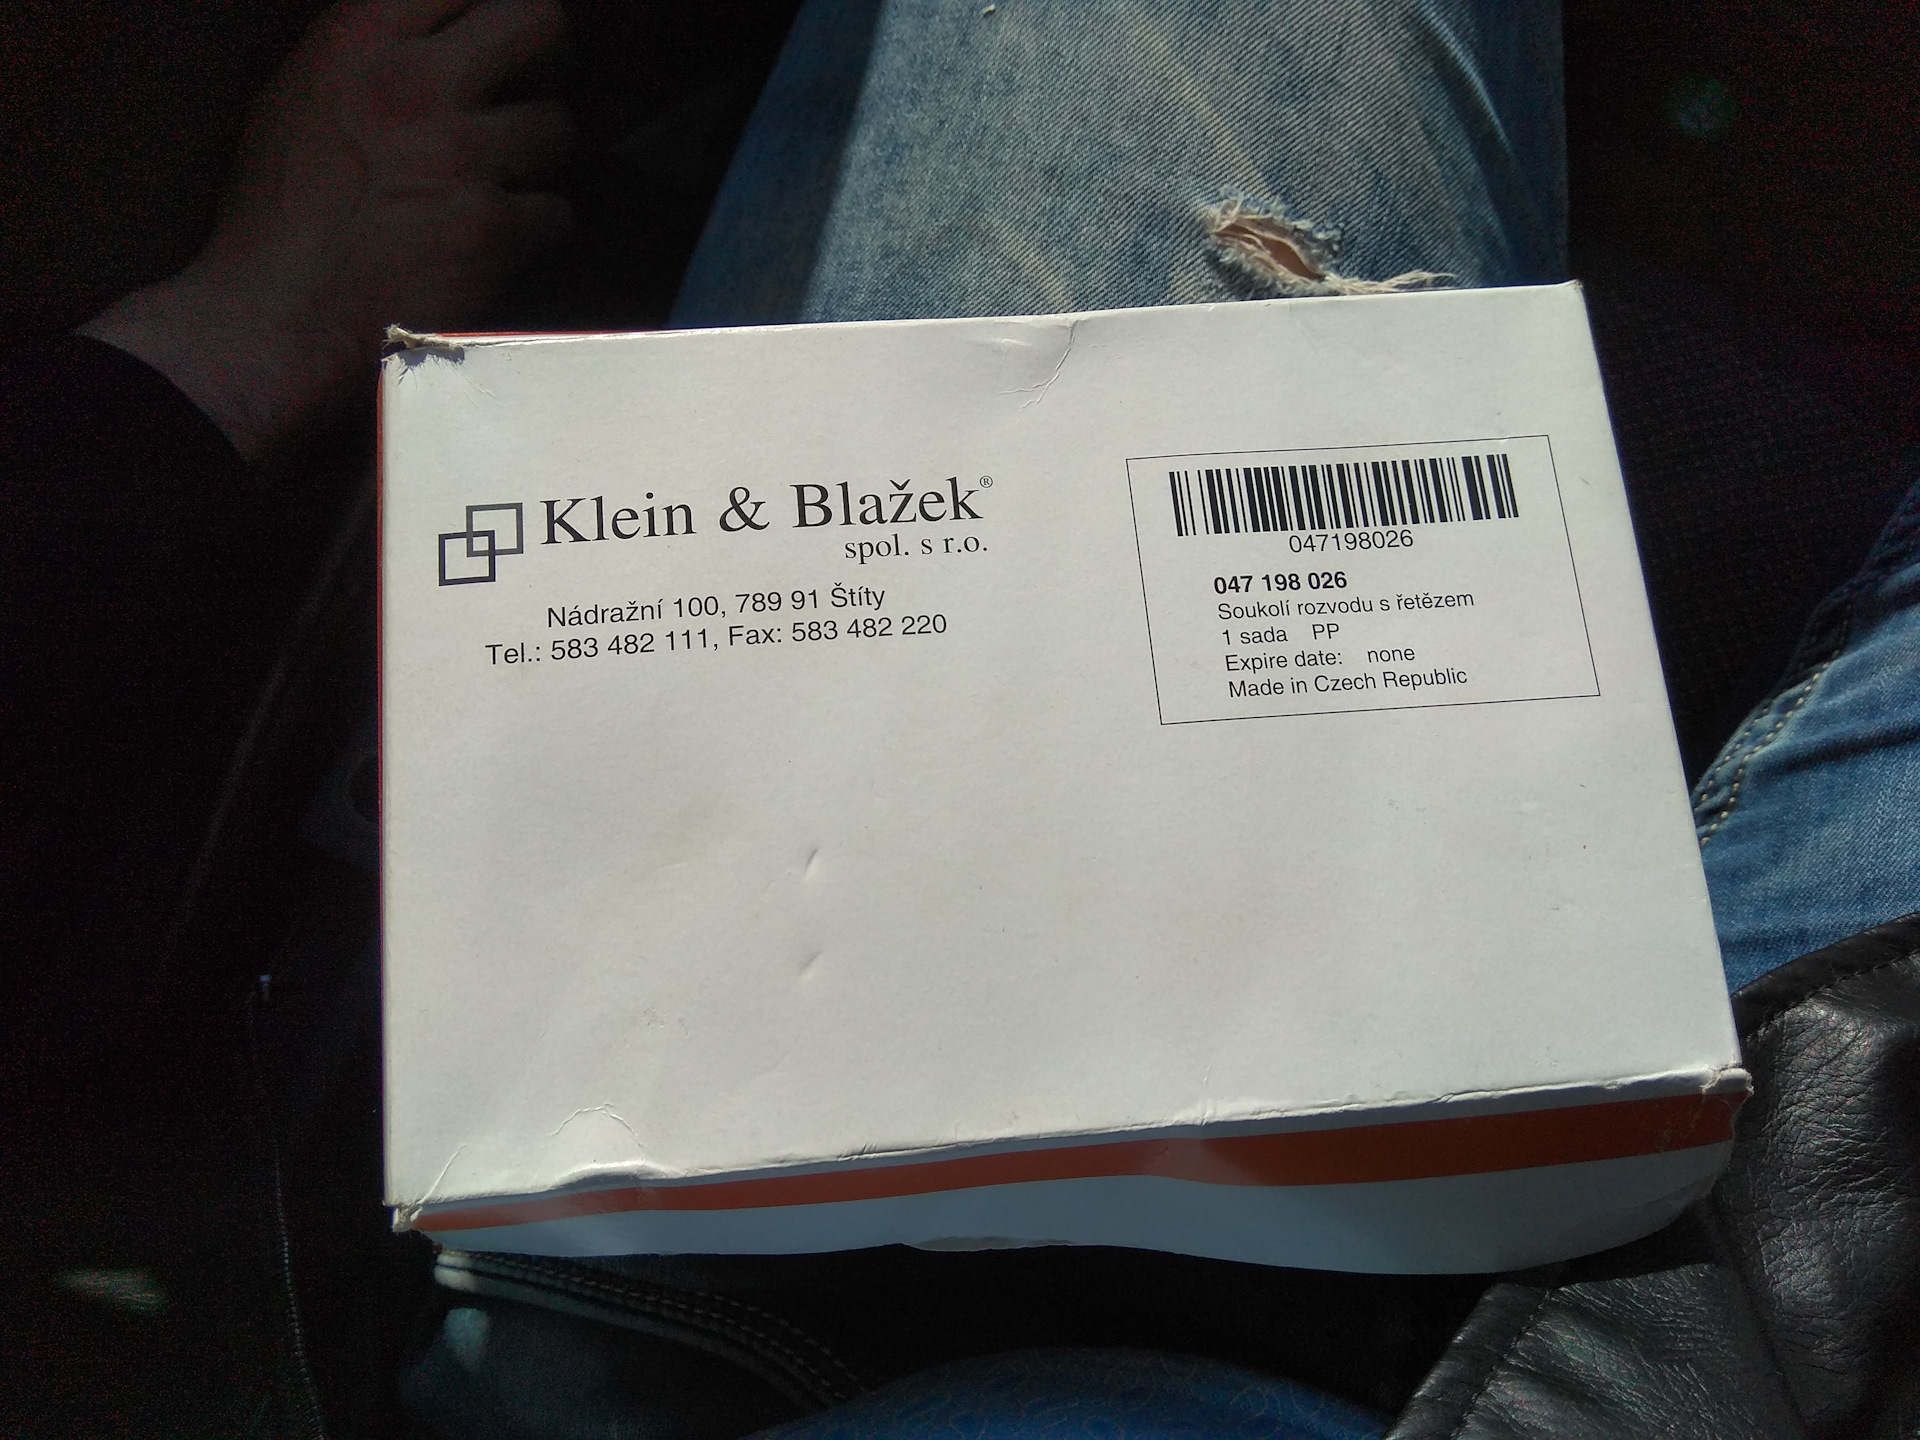 Klein & Blažek®
spol. s r.o.
Nádražní 100, 789 91 Štíty
Tel.: 583 482 111, Fax: 583 482 220
047198026
047 198 026
Soukolí rozvodu s řetězem
1 sada PP
Expire date: none
Made in Czech Republic